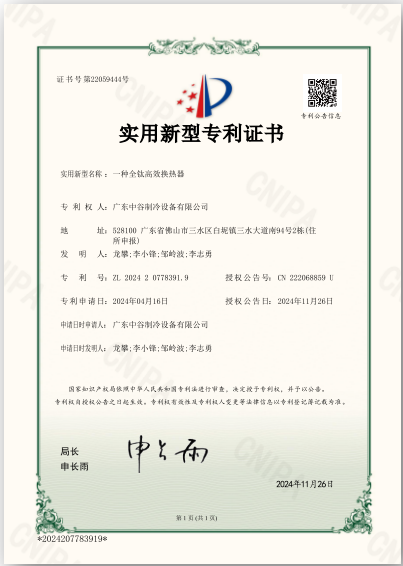 证书号第22059444号
专利公告信息
实用新型专利证书
实用新型名称：一种全钛高效换热器
专利权人：广东中谷制冷设备有限公司
地址：528100 广东省佛山市三水区白坭镇三水大道南94号2栋(住
所申报)
发明人：龙攀;李小锋;邹岭波;李志勇
专利号：ZL 2024 2 0778391.9 授权公告号：CN 222068859 U
专利申请日：2024年04月16日 授权公告日：2024年11月26日
申请日时申请人：广东中谷制冷设备有限公司
申请日时发明人：龙攀;李小锋;邹岭波;李志勇
国家知识产权局依照中华人民共和国专利法进行审查，决定授予专利权，并予以公告。
专利权自授权公告之日起生效。专利权有效性及专利权人变更等法律信息以专利登记簿记载为准。
局长
申长雨
申长雨
2024年11月26日
第 1 页 (共 1 页)
*2024207783919*
CNIPA